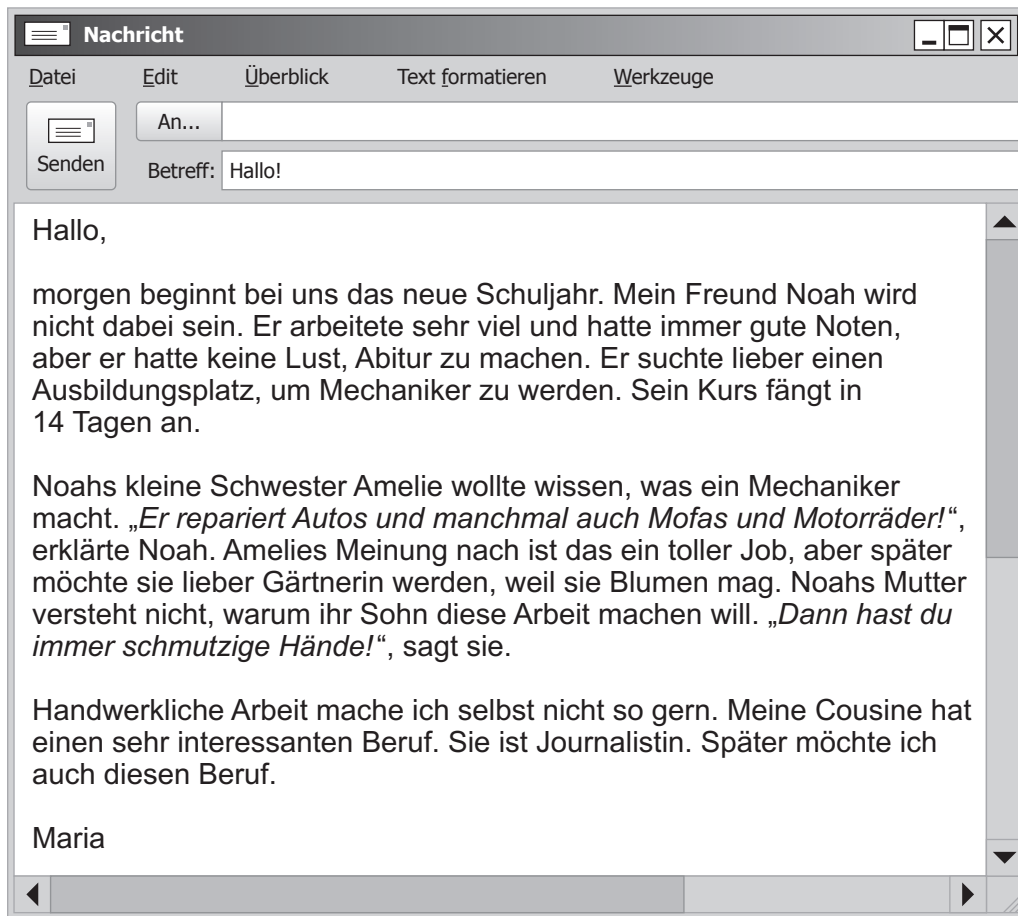 Nachricht
Datei Edit Überblick Text formatieren Werkzeuge
An...
Senden
Betreff: Hallo!
Hallo,
morgen beginnt bei uns das neue Schuljahr. Mein Freund Noah wird
nicht dabei sein. Er arbeitete sehr viel und hatte immer gute Noten,
aber er hatte keine Lust, Abitur zu machen. Er suchte lieber einen
Ausbildungsplatz, um Mechaniker zu werden. Sein Kurs fängt in
14 Tagen an.
Noahs kleine Schwester Amelie wollte wissen, was ein Mechaniker
macht. „Er repariert Autos und manchmal auch Mofas und Motorräder!“,
erklärte Noah. Amelies Meinung nach ist das ein toller Job, aber später
möchte sie lieber Gärtnerin werden, weil sie Blumen mag. Noahs Mutter
versteht nicht, warum ihr Sohn diese Arbeit machen will. „Dann hast du
immer schmutzige Hände!“, sagt sie.
Handwerkliche Arbeit mache ich selbst nicht so gern. Meine Cousine hat
einen sehr interessanten Beruf. Sie ist Journalistin. Später möchte ich
auch diesen Beruf.
Maria